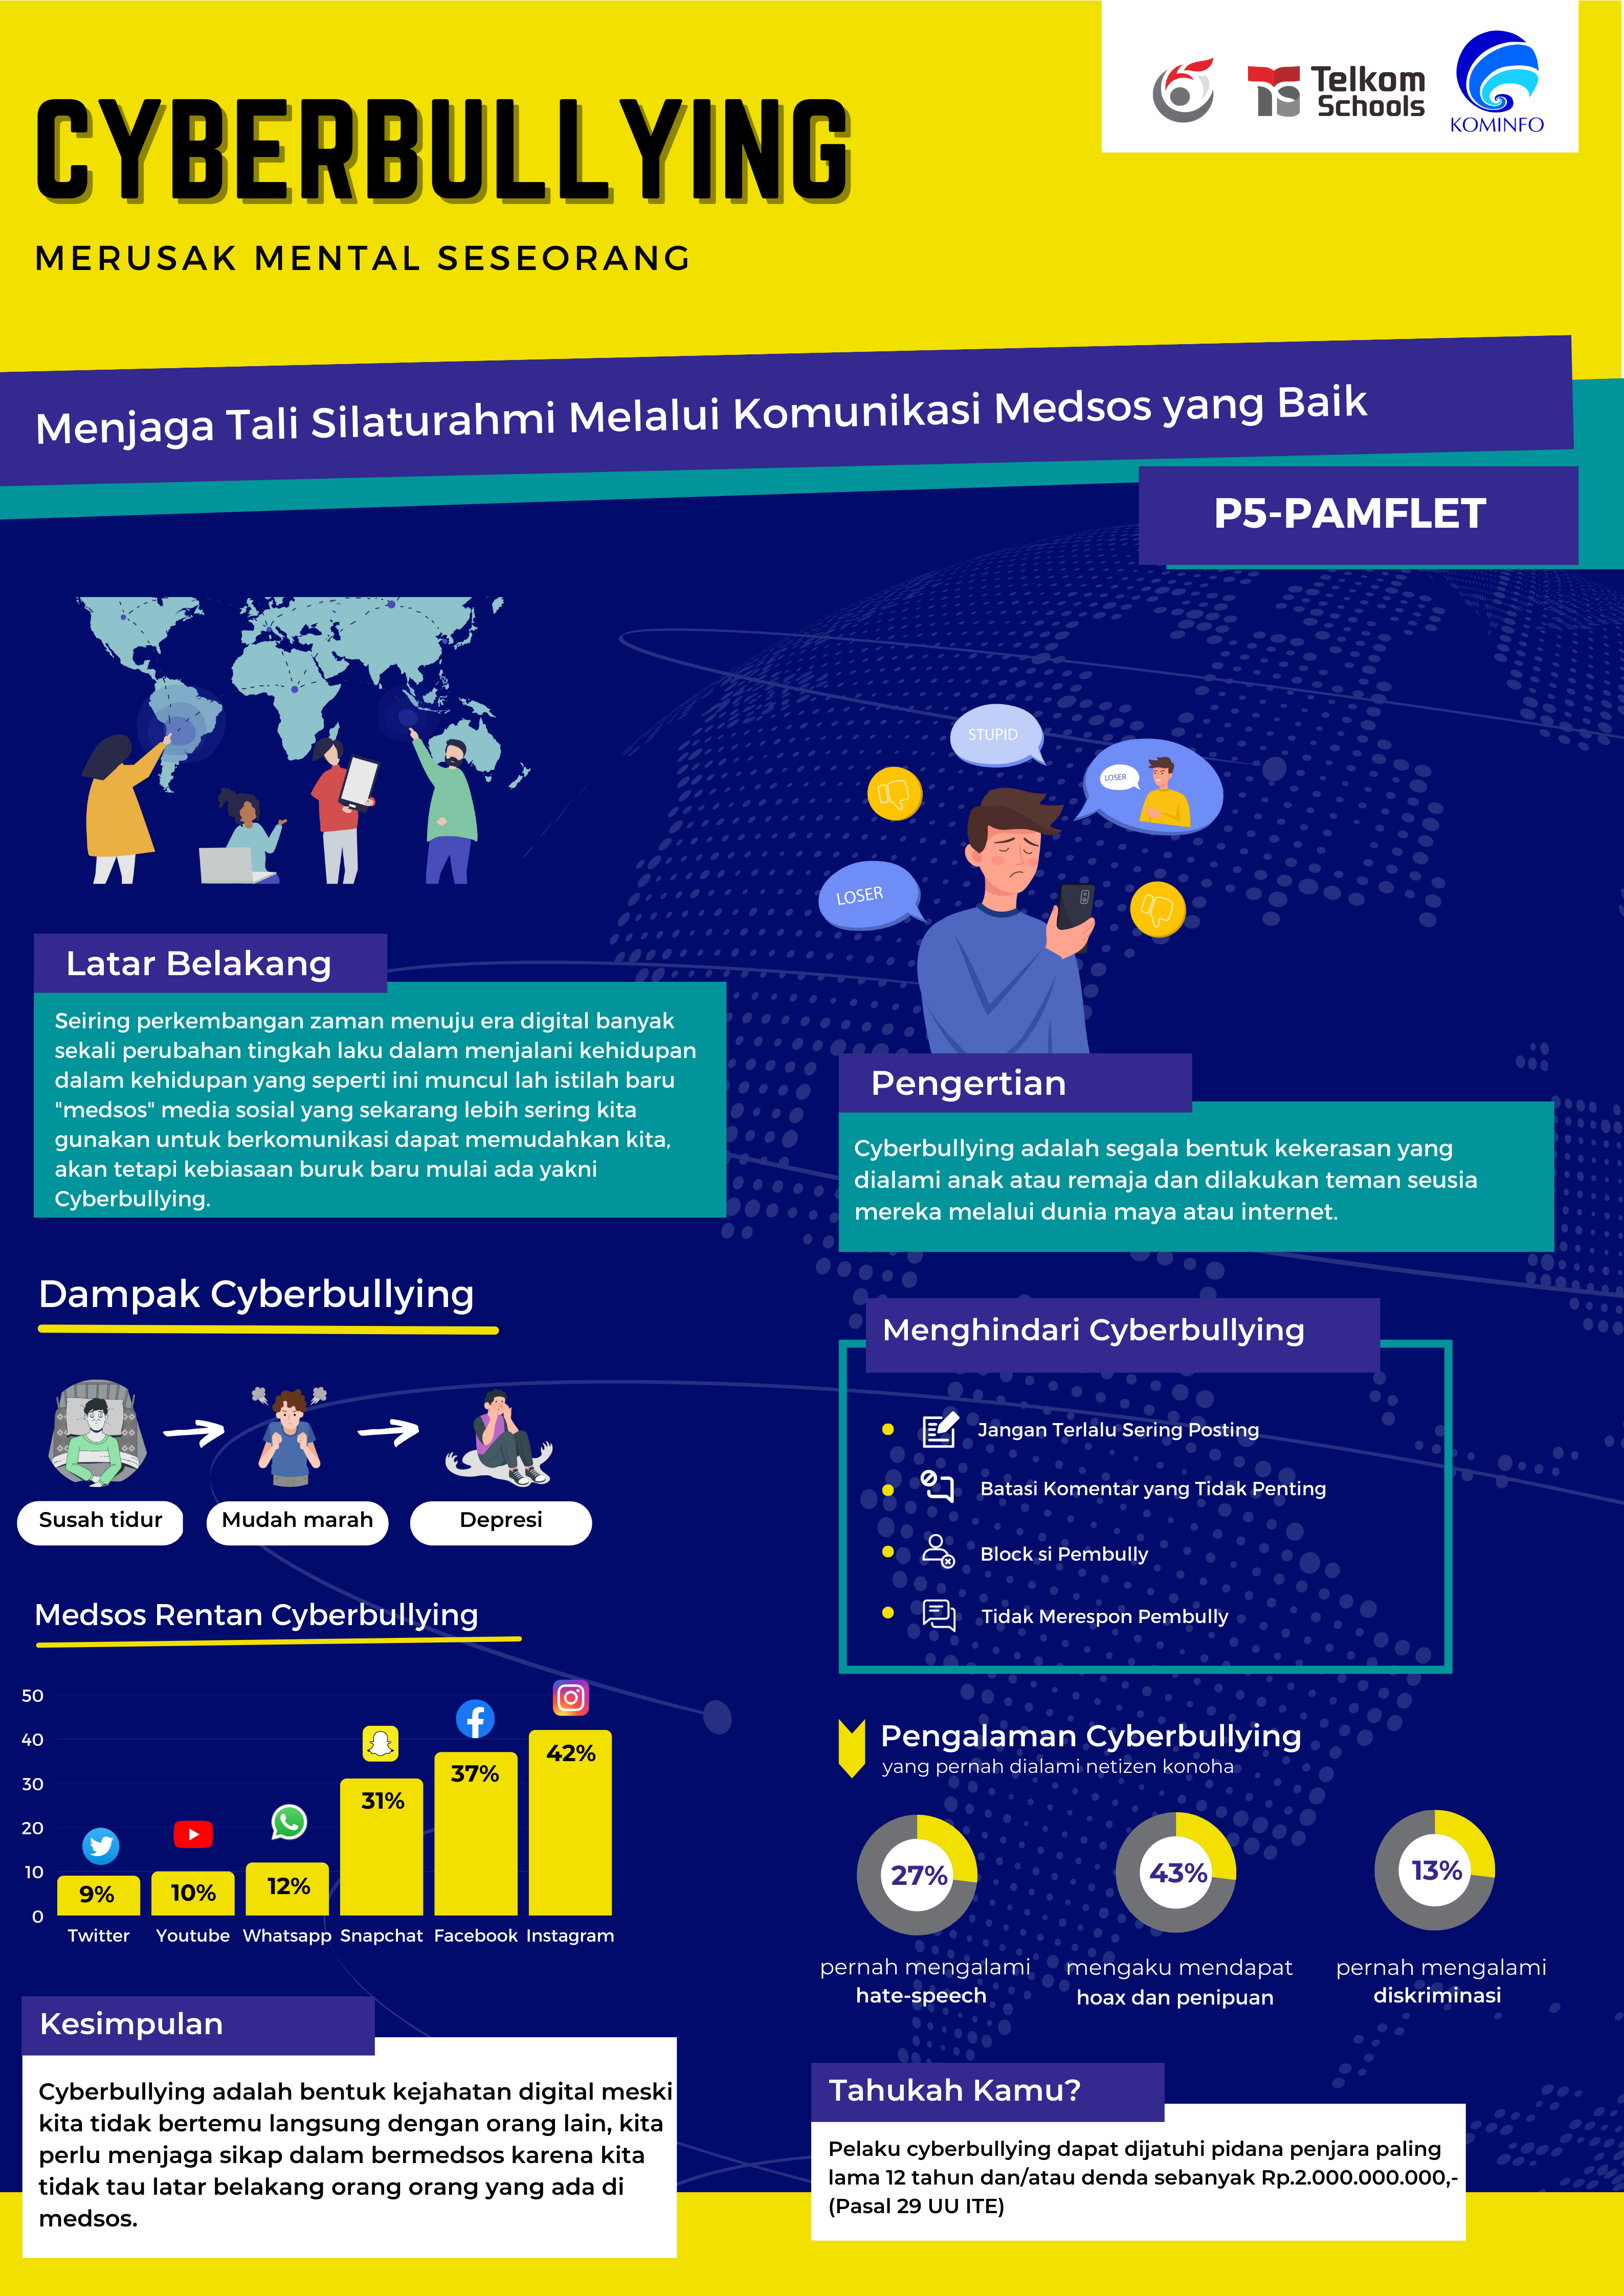 Telkom
Schools
KOMINFO
CYBERBULLYING
MERUSAK MENTAL SESEORANG
Menjaga Tali Silaturahmi Melalui Komunikasi Medsos yang Baik
P5-PAMFLET
STUPID
LOSER
LOSER
Latar Belakang
Seiring perkembangan zaman menuju era digital banyak
sekali perubahan tingkah laku dalam menjalani kehidupan
dalam kehidupan yang seperti ini muncul lah istilah baru
"medsos" media sosial yang sekarang lebih sering kita
gunakan untuk berkomunikasi dapat memudahkan kita,
akan tetapi kebiasaan buruk baru mulai ada yakni
Cyberbullying.
Pengertian
Cyberbullying adalah segala bentuk kekerasan yang
dialami anak atau remaja dan dilakukan teman seusia
mereka melalui dunia maya atau internet.
Dampak Cyberbullying
Susah tidur
Mudah marah
Depresi
Menghindari Cyberbullying
Jangan Terlalu Sering Posting
Batasi Komentar yang Tidak Penting
Block si Pembully
Tidak Merespon Pembully
Medsos Rentan Cyberbullying
50
40
30
20
10
0
9%
10%
12%
31%
37%
42%
Twitter
Youtube
Whatsapp
Snapchat
Facebook
Instagram
Pengalaman Cyberbullying
yang pernah dialami netizen konoha
27%
43%
13%
pernah mengalami
hate-speech
mengaku mendapat
hoax dan penipuan
pernah mengalami
diskriminasi
Kesimpulan
Cyberbullying adalah bentuk kejahatan digital meski
kita tidak bertemu langsung dengan orang lain, kita
perlu menjaga sikap dalam bermedsos karena kita
tidak tau latar belakang orang orang yang ada di
medsos.
Tahukah Kamu?
Pelaku cyberbullying dapat dijatuhi pidana penjara paling
lama 12 tahun dan/atau denda sebanyak Rp.2.000.000.000,-
(Pasal 29 UU ITE)